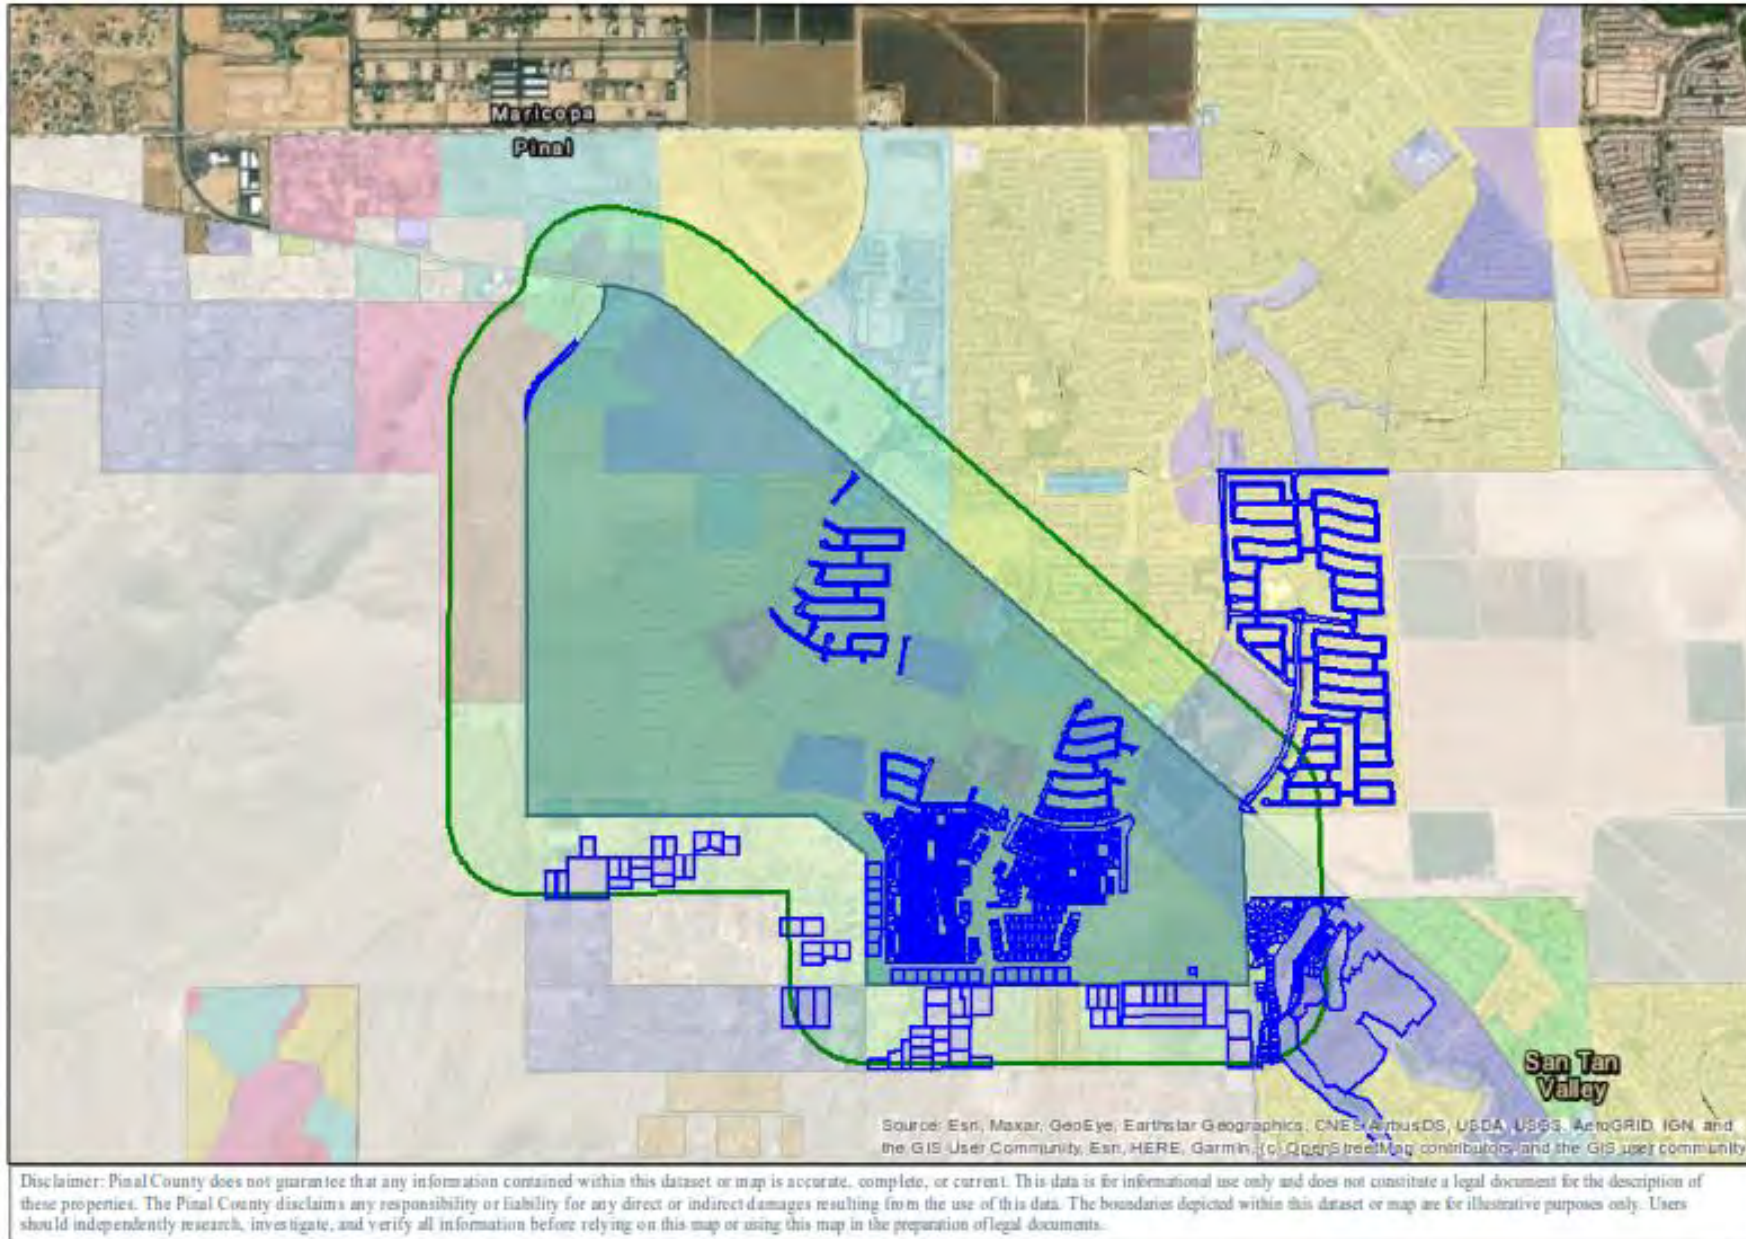 Maricopa
Pinal
San Tan
Valley
Source: Esri, Maxar, GeoEye, Earthstar Geographics, CNES/Airbus DS, USDA, USGS, AeroGRID, IGN, and
the GIS User Community, Esri, HERE, Garmin, (c) OpenStreetMap contributors, and the GIS user community
Disclaimer: Pinal County does not guarantee that any information contained within this dataset or map is accurate, complete, or current. This data is for informational use only and does not constitute a legal document for the description of
these properties. The Pinal County disclaims any responsibility or liability for any direct or indirect damages resulting from the use of this data. The boundaries depicted within this dataset or map are for illustrative purposes only. Users
should independently research, investigate, and verify all information before relying on this map or using this map in the preparation of legal documents.